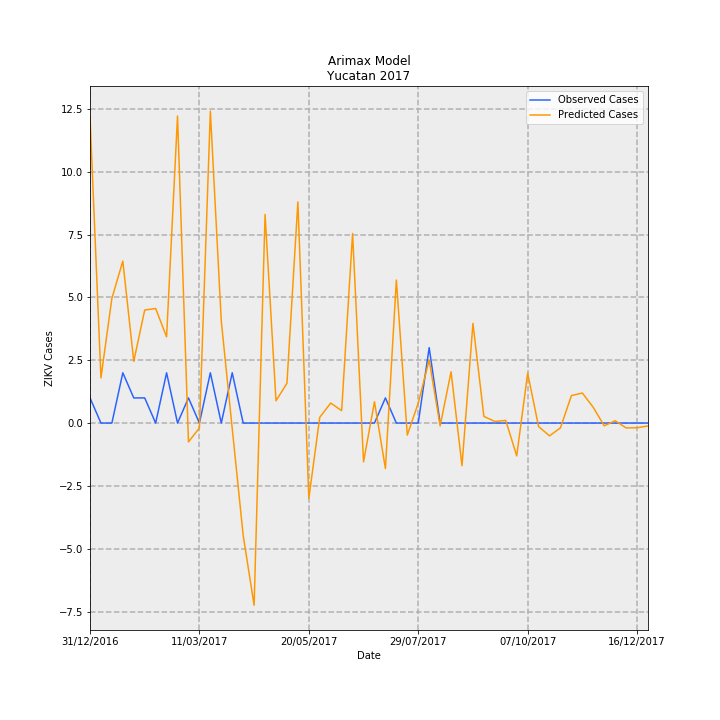 Arimax Model
Yucatan 2017
Observed Cases
Predicted Cases
12.5
10.0
7.5
5.0
2.5
0.0
−2.5
−5.0
−7.5
ZIKV Cases
31/12/2016 11/03/2017 20/05/2017 29/07/2017 07/10/2017 16/12/2017
Date